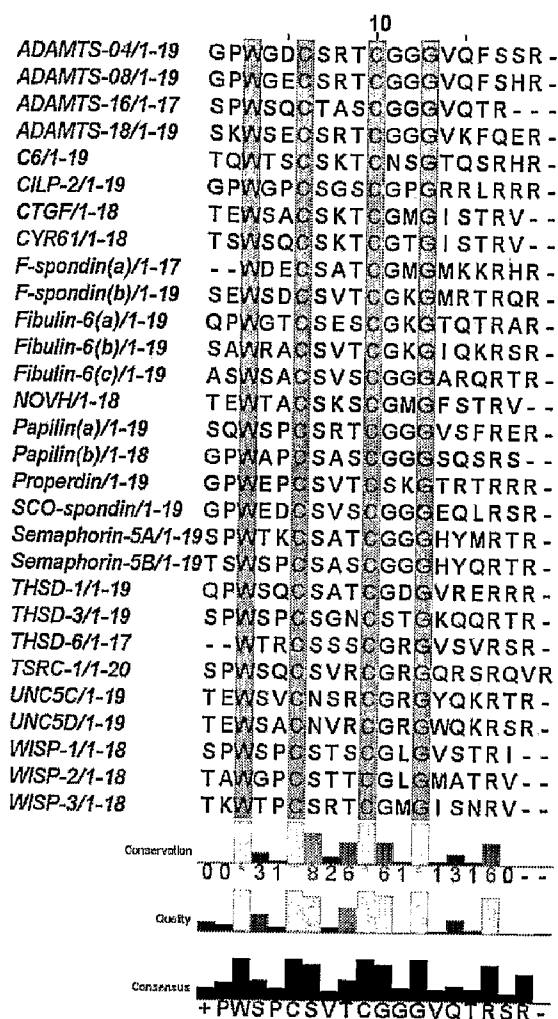 10
ADAMTS-04/1-19 GPWGDCSRTCGGGVQFSSR-
ADAMTS-08/1-19 GPWGECSRTCGGGVQFSHR-
ADAMTS-16/1-17 SPWSQCTASCGGGVQTR---
ADAMTS-18/1-19 SKWSECSRTCGGGVKFQER-
C6/1-19 TQWTSCSKTCNSGTQSRHR-
CILP-2/1-19 GPWGPCSGSCGPGRRLRRR-
CTGF/1-18 TEWSACSKTCGMGISTRV--
CYR61/1-18 TSWSQCSKTCGTGISTRV--
F-spondin(a)/1-17 --WDECSATCGMGMKKRHR-
F-spondin(b)/1-19 SEWSDCSVTCGKGMRTRQR-
Fibulin-6(a)/1-19 QPWGTCSESCGKGTQTRAR-
Fibulin-6(b)/1-19 SAWRACSVTCGKGIQKRSR-
Fibulin-6(c)/1-19 ASWSACSVSCGGGARQRTR-
NOVH/1-18 TEWTACSKSCGMGFSTRV--
Papilin(a)/1-19 SQWSPCSRTCGGGVSFRER-
Papilin(b)/1-18 GPWAPCSASCGGGSQSRS--
Properdin/1-19 GPWEPCSVTCSKGTRTRRR-
SCO-spondin/1-19 GPWEDCSVSCGGGEQLRSR-
Semaphorin-5A/1-19 SPWTKCSATCGGGHYMRTR-
Semaphorin-5B/1-19 TSWSPCSASCGGGHYQRTR-
THSD-1/1-19 QPWSQCSATCGDGVRERRR-
THSD-3/1-19 SPWSPCSGNCSTGKQQRTR-
THSD-6/1-17 --WTRCSSSCGRGVSVRSR-
TSRC-1/1-20 SPWSQCSVRCGRGQRSRQVR
UNC5C/1-19 TEWSVCNSRCGRGYQKRTR-
UNC5D/1-19 TEWSACNVRCGRGWQKRSR-
WISP-1/1-18 SPWSPCSTSCGLGVSTRI--
WISP-2/1-18 TAWGPCSTTCGLGMATRV--
WISP-3/1-18 TKWTPCSRTCGMGISNRV--
Conservation
00 31 826 61 13160--
Quality
Consensus
+PWSPCSVTCGGGVQTRSR-